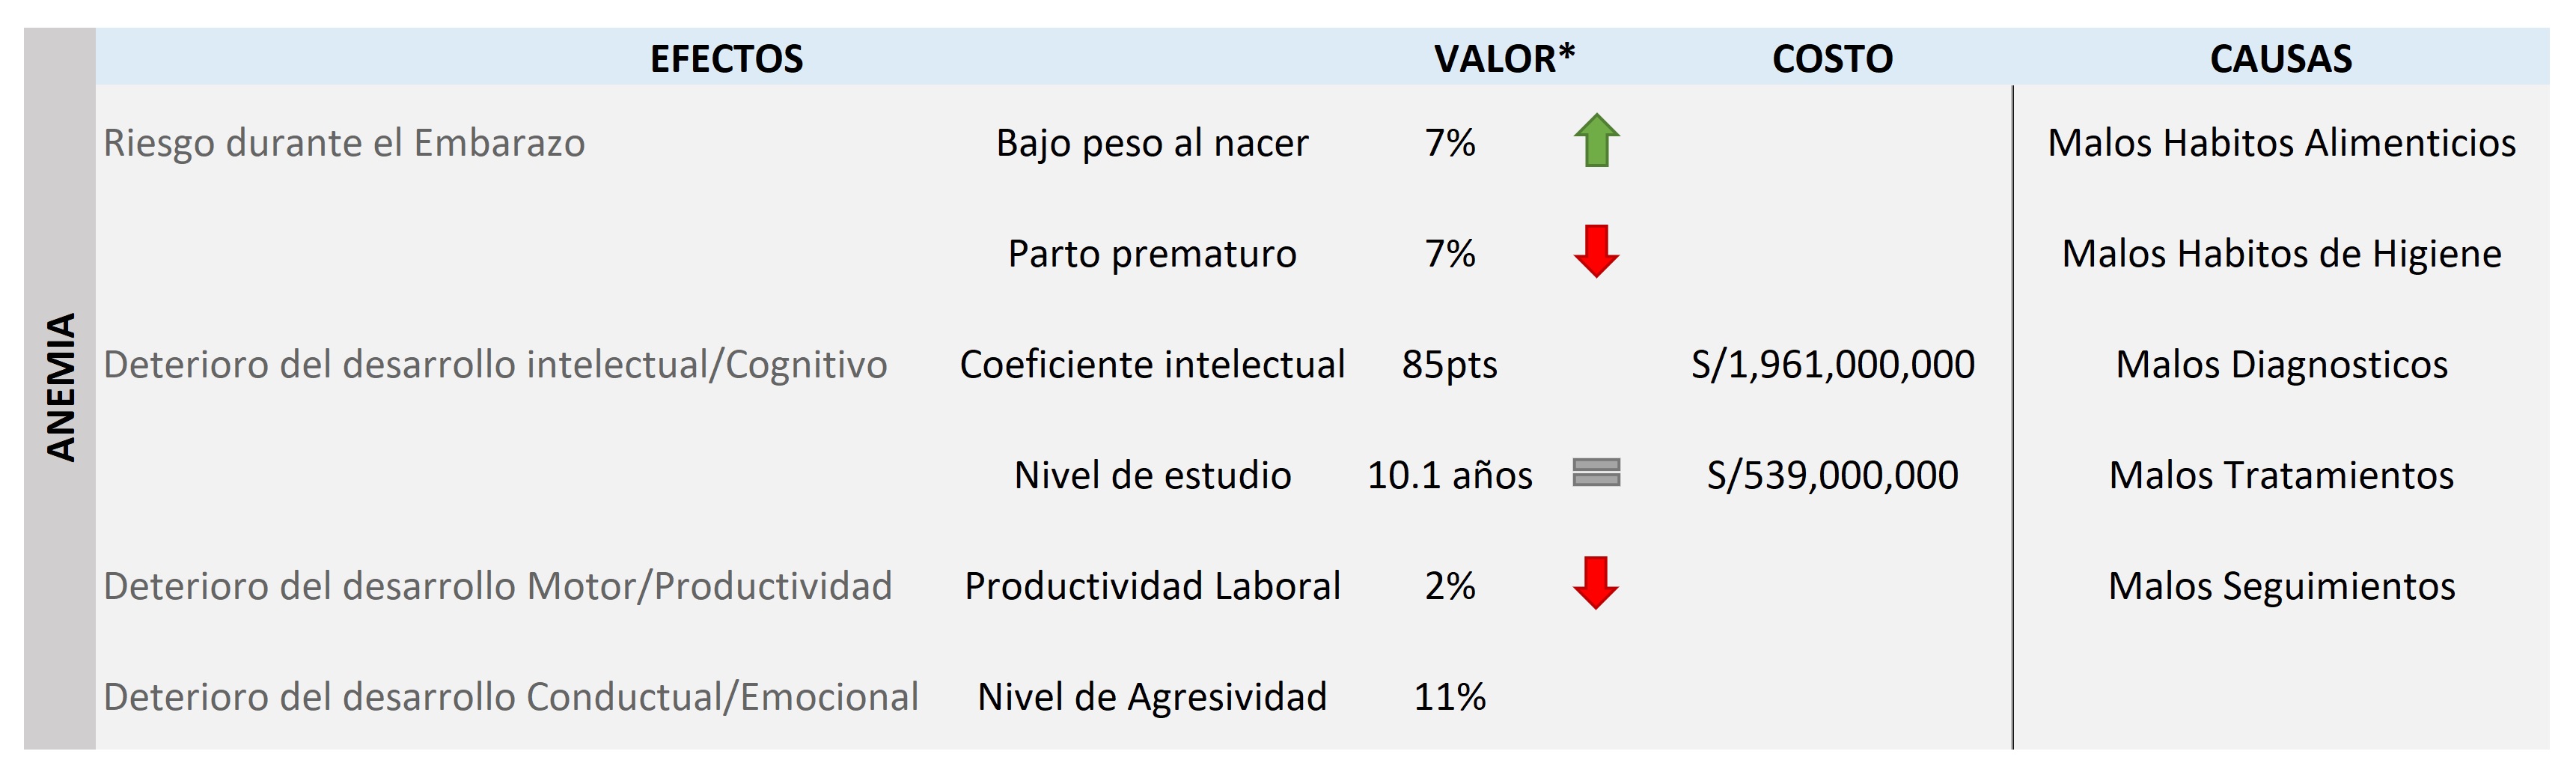 ANEMIA
EFECTOS VALOR* COSTO CAUSAS
Riesgo durante el Embarazo Bajo peso al nacer 7% Malos Habitos Alimenticios
Parto prematuro 7% Malos Habitos de Higiene
Deterioro del desarrollo intelectual/Cognitivo Coeficiente intelectual 85pts S/1,961,000,000 Malos Diagnosticos
Nivel de estudio 10.1 años S/539,000,000 Malos Tratamientos
Deterioro del desarrollo Motor/Productividad Productividad Laboral 2% Malos Seguimientos
Deterioro del desarrollo Conductual/Emocional Nivel de Agresividad 11%